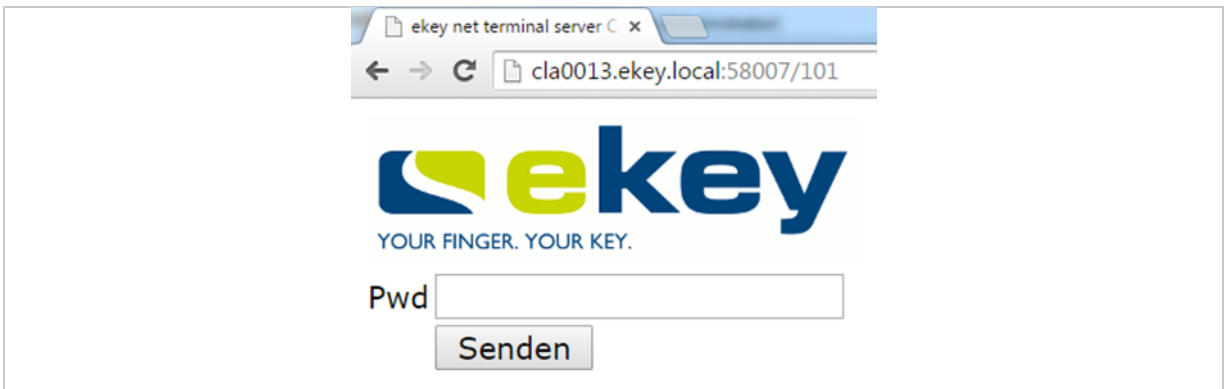 ekey net terminal server C
cla0013.ekey.local:58007/101
ekey
YOUR FINGER. YOUR KEY.
Pwd
Senden